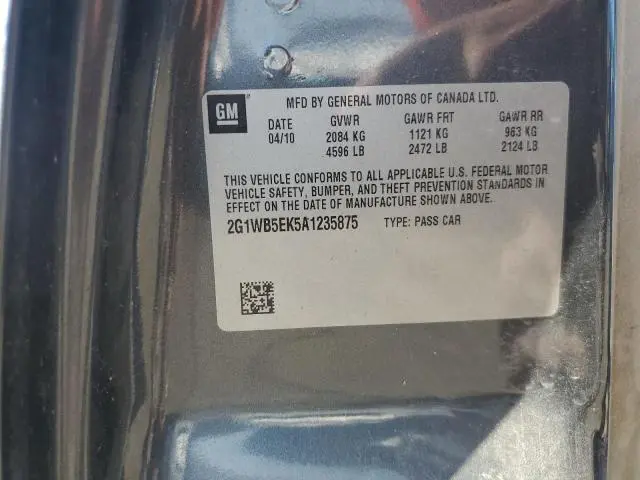 GM
MFD BY GENERAL MOTORS OF CANADA LTD.
DATE GVWR GAWR FRT GAWR RR
04/10 2084 KG 1121 KG 963 KG
4596 LB 2472 LB 2124 LB
THIS VEHICLE CONFORMS TO ALL APPLICABLE U.S. FEDERAL MOTOR
VEHICLE SAFETY, BUMPER, AND THEFT PREVENTION STANDARDS IN
EFFECT ON THE DATE OF MANUFACTURE SHOWN ABOVE.
2G1WB5EK5A1235875 TYPE: PASS CAR